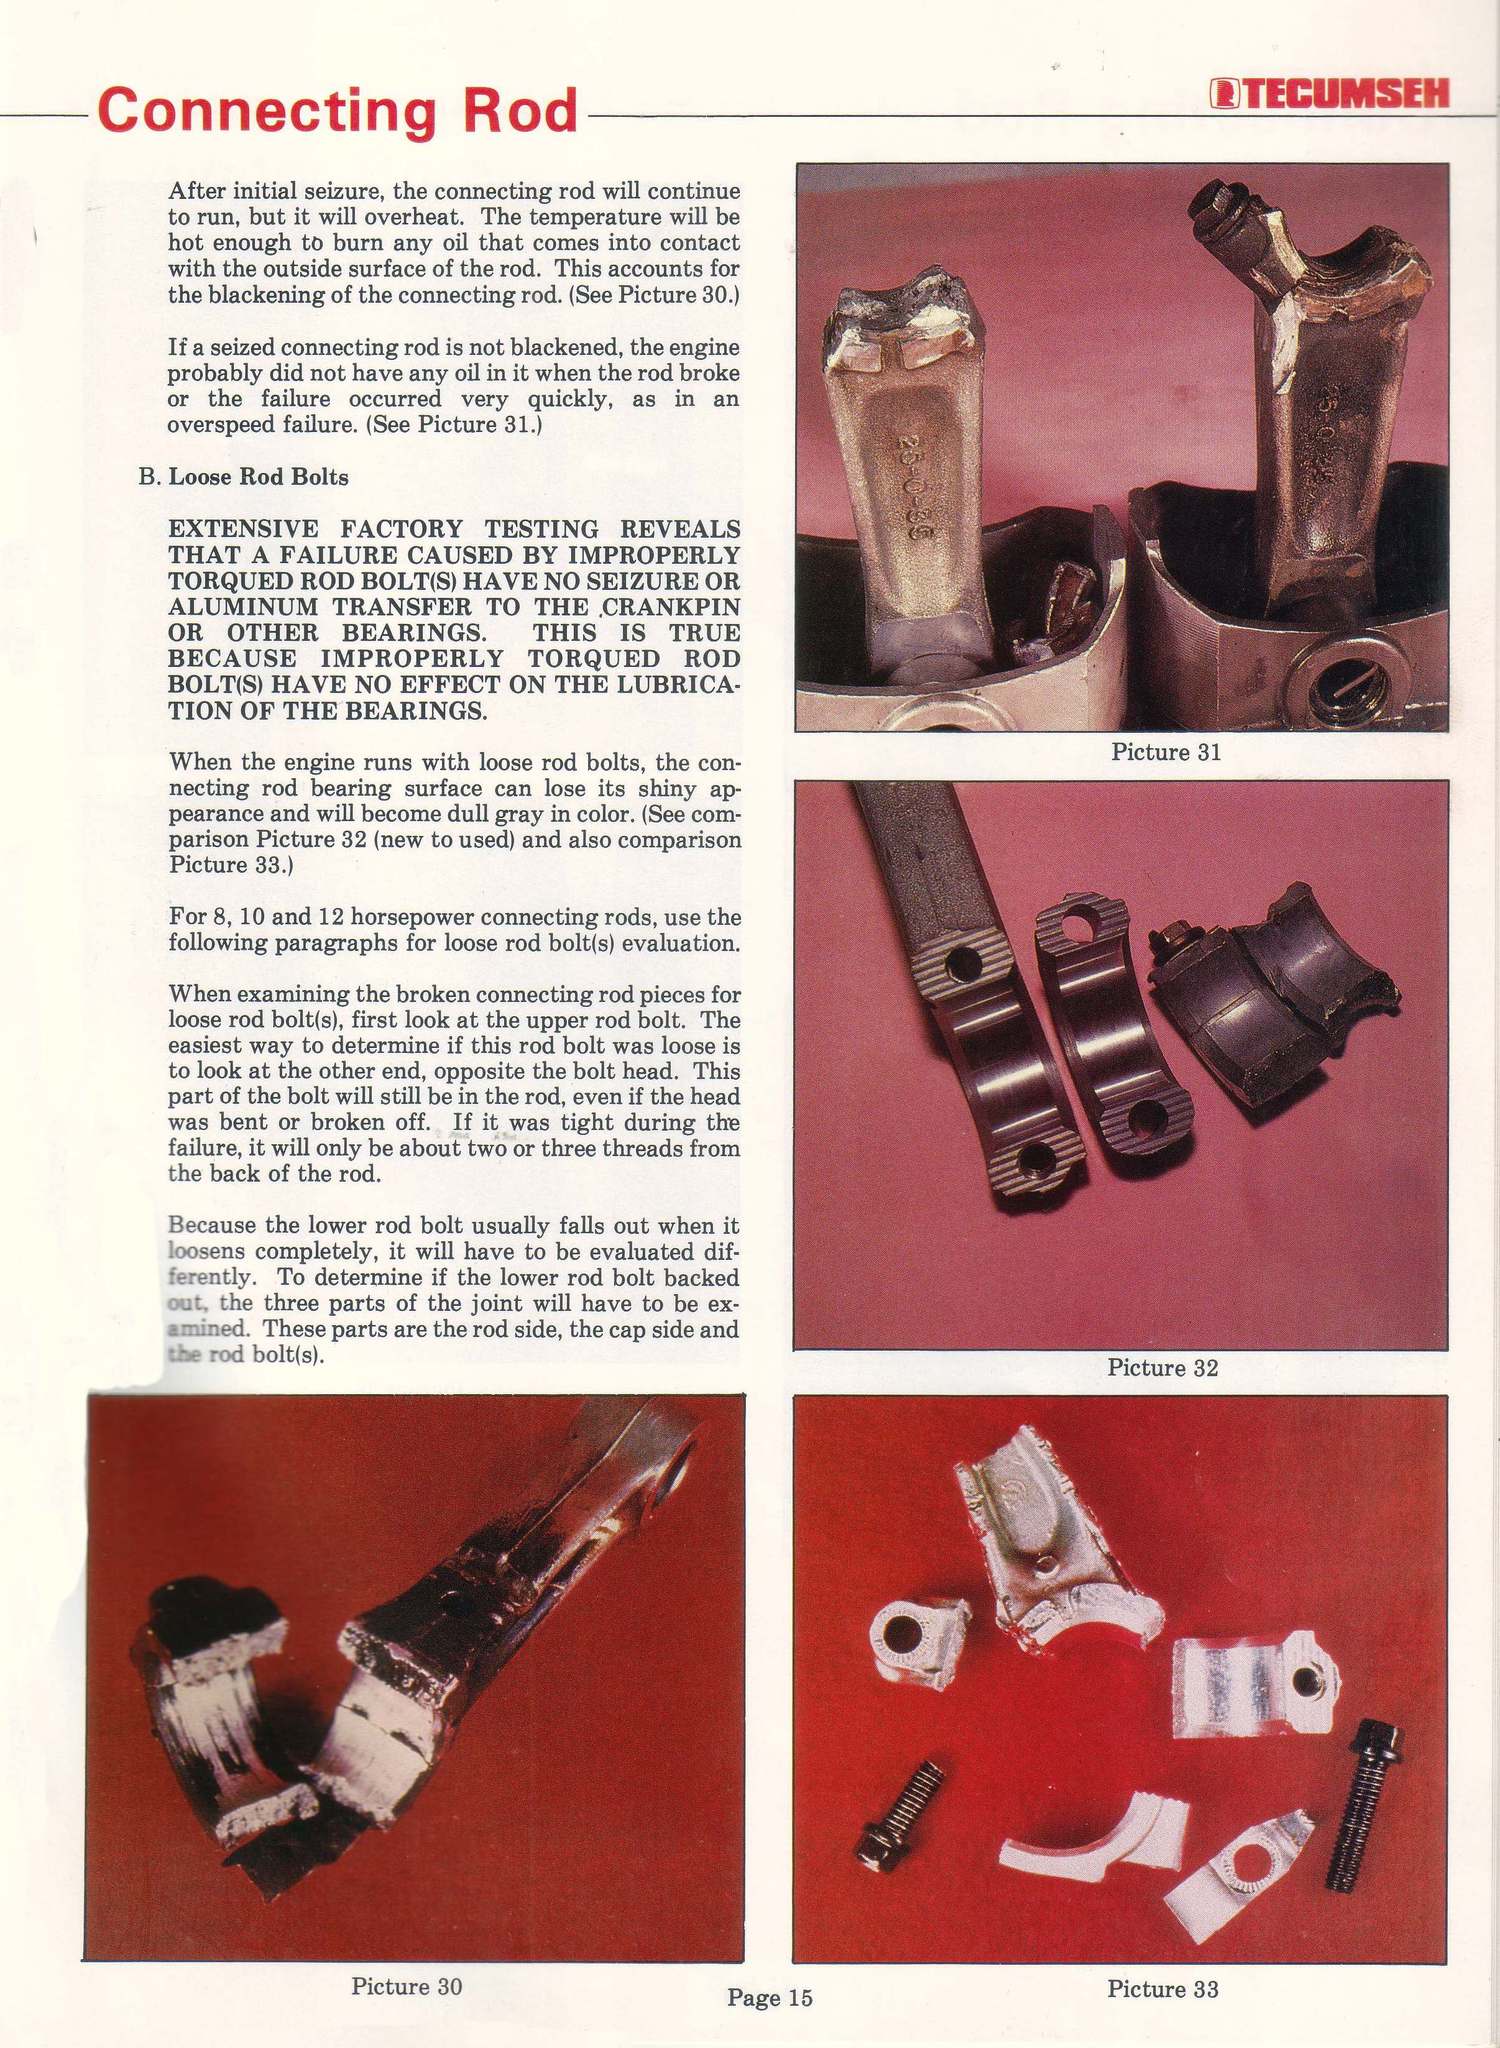 Connecting Rod
TECUMSEH
After initial seizure, the connecting rod will continue
to run, but it will overheat. The temperature will be
hot enough to burn any oil that comes into contact
with the outside surface of the rod. This accounts for
the blackening of the connecting rod. (See Picture 30.)
If a seized connecting rod is not blackened, the engine
probably did not have any oil in it when the rod broke
or the failure occurred very quickly, as in an
overspeed failure. (See Picture 31.)
B. Loose Rod Bolts
EXTENSIVE FACTORY TESTING REVEALS
THAT A FAILURE CAUSED BY IMPROPERLY
TORQUED ROD BOLT(S) HAVE NO SEIZURE OR
ALUMINUM TRANSFER TO THE CRANKPIN
OR OTHER BEARINGS. THIS IS TRUE
BECAUSE IMPROPERLY TORQUED ROD
BOLT(S) HAVE NO EFFECT ON THE LUBRICA-
TION OF THE BEARINGS.
When the engine runs with loose rod bolts, the con-
necting rod bearing surface can lose its shiny ap-
pearance and will become dull gray in color. (See com-
parison Picture 32 (new to used) and also comparison
Picture 33.)
For 8, 10 and 12 horsepower connecting rods, use the
following paragraphs for loose rod bolt(s) evaluation.
When examining the broken connecting rod pieces for
loose rod bolt(s), first look at the upper rod bolt. The
easiest way to determine if this rod bolt was loose is
to look at the other end, opposite the bolt head. This
part of the bolt will still be in the rod, even if the head
was bent or broken off. If it was tight during the
failure, it will only be about two or three threads from
the back of the rod.
Because the lower rod bolt usually falls out when it
loosens completely, it will have to be evaluated dif-
ferently. To determine if the lower rod bolt backed
out, the three parts of the joint will have to be ex-
amined. These parts are the rod side, the cap side and
the rod bolt(s).
Picture 31
Picture 32
Picture 30
Picture 33
Page 15